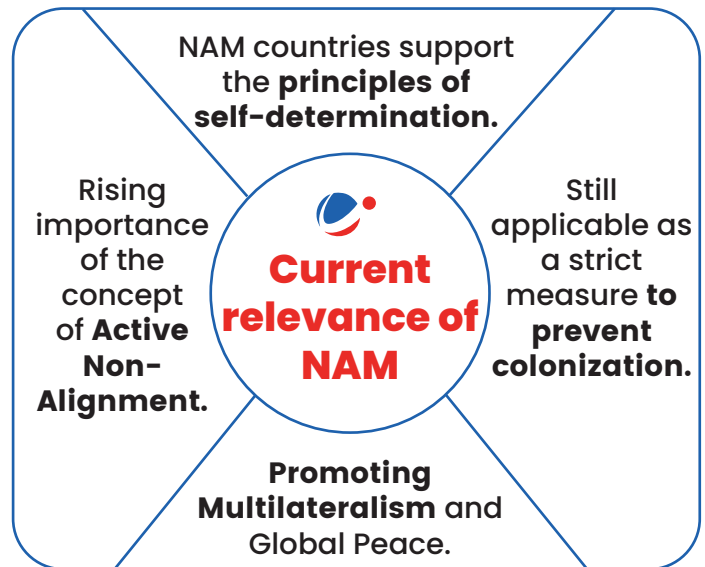 NAM countries support
the principles of
self-determination.
Rising
importance
of the
concept
of Active
Non-
Alignment.
Current
relevance of
NAM
Still
applicable as
a strict
measure to
prevent
colonization.
Promoting
Multilateralism and
Global Peace.